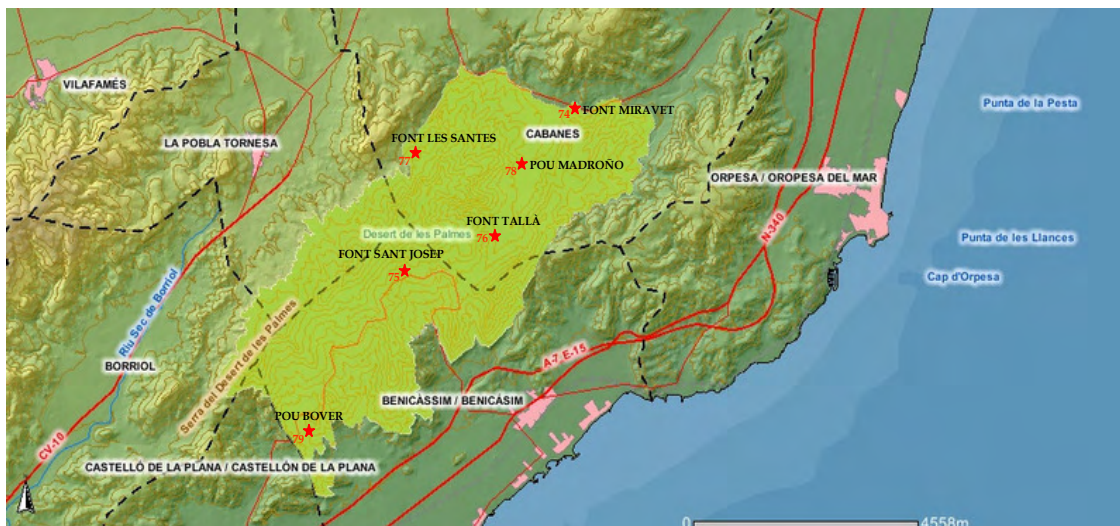 VILAFAMÉS
Punta de la Pesta
74
FONT MIRAVET
CABANES
FONT LES SANTES
77
LA POBLA TORNESA
78
POU MADROÑO
ORPESA / OROPESA DEL MAR
FONT TALLÀ
76
Desert de les Palmes
N-340
Punta de les Llances
FONT SANT JOSEP
75
Cap d'Orpesa
Riu Sec de Borriol
Serra del Desert de les Palmes
BORRIOL
A-7 E-15
BENICÀSSIM / BENICÁSIM
POU BOVER
79
CV-10
CASTELLÓ DE LA PLANA / CASTELLÓN DE LA PLANA
0
4558m